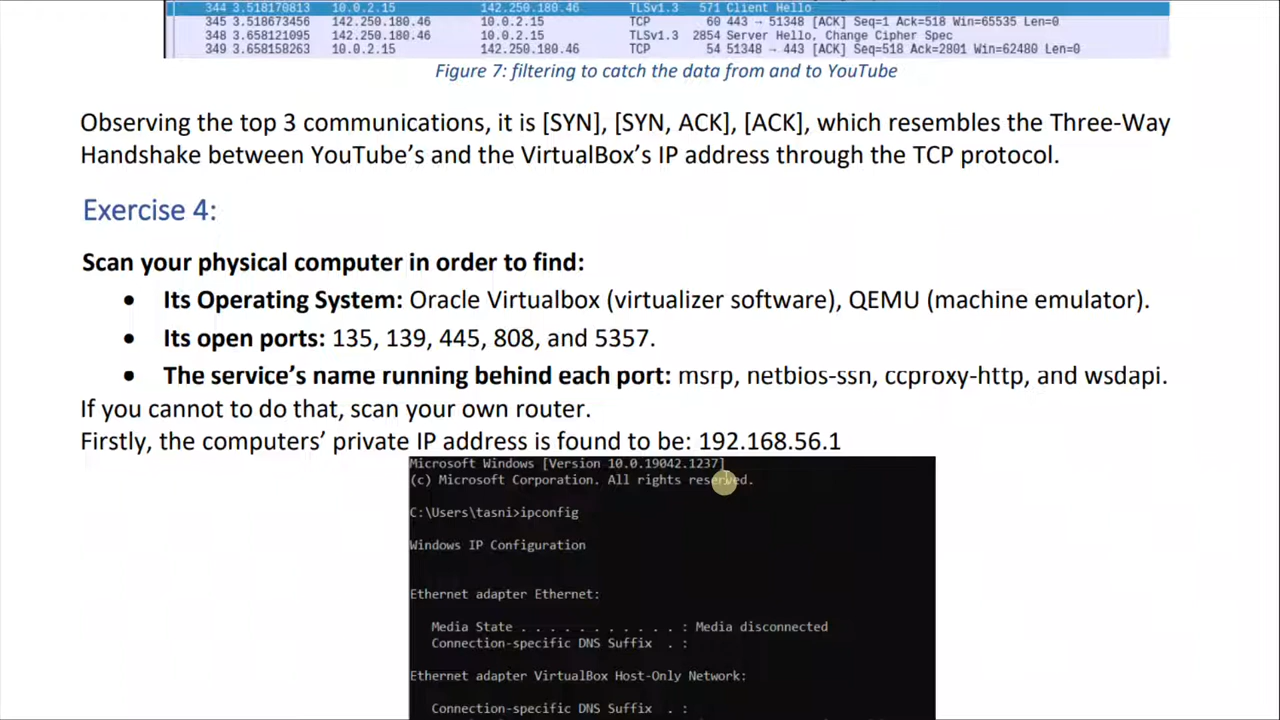 344 3.518170813 10.0.2.15 142.250.180.46 TLSv1.3 571 Client Hello
345 3.518673456 142.250.180.46 10.0.2.15 TCP 60 443 → 51348 [ACK] Seq=1 Ack=518 Win=65535 Len=0
348 3.658121095 142.250.180.46 10.0.2.15 TLSv1.3 2854 Server Hello, Change Cipher Spec
349 3.658158263 10.0.2.15 142.250.180.46 TCP 54 51348 → 443 [ACK] Seq=518 Ack=2801 Win=62480 Len=0
Figure 7: filtering to catch the data from and to YouTube
Observing the top 3 communications, it is [SYN], [SYN, ACK], [ACK], which resembles the Three-Way
Handshake between YouTube's and the VirtualBox's IP address through the TCP protocol.
Exercise 4:
Scan your physical computer in order to find:
• Its Operating System: Oracle Virtualbox (virtualizer software), QEMU (machine emulator).
• Its open ports: 135, 139, 445, 808, and 5357.
• The service's name running behind each port: msrp, netbios-ssn, ccproxy-http, and wsdapi.
If you cannot to do that, scan your own router.
Firstly, the computers' private IP address is found to be: 192.168.56.1
Microsoft Windows [Version 10.0.19042.1237]
(c) Microsoft Corporation. All rights reserved.
C:\Users\tasni>ipconfig
Windows IP Configuration
Ethernet adapter Ethernet:
Media State . . . . . . . . . . . : Media disconnected
Connection-specific DNS Suffix . :
Ethernet adapter VirtualBox Host-Only Network:
Connection-specific DNS Suffix . :